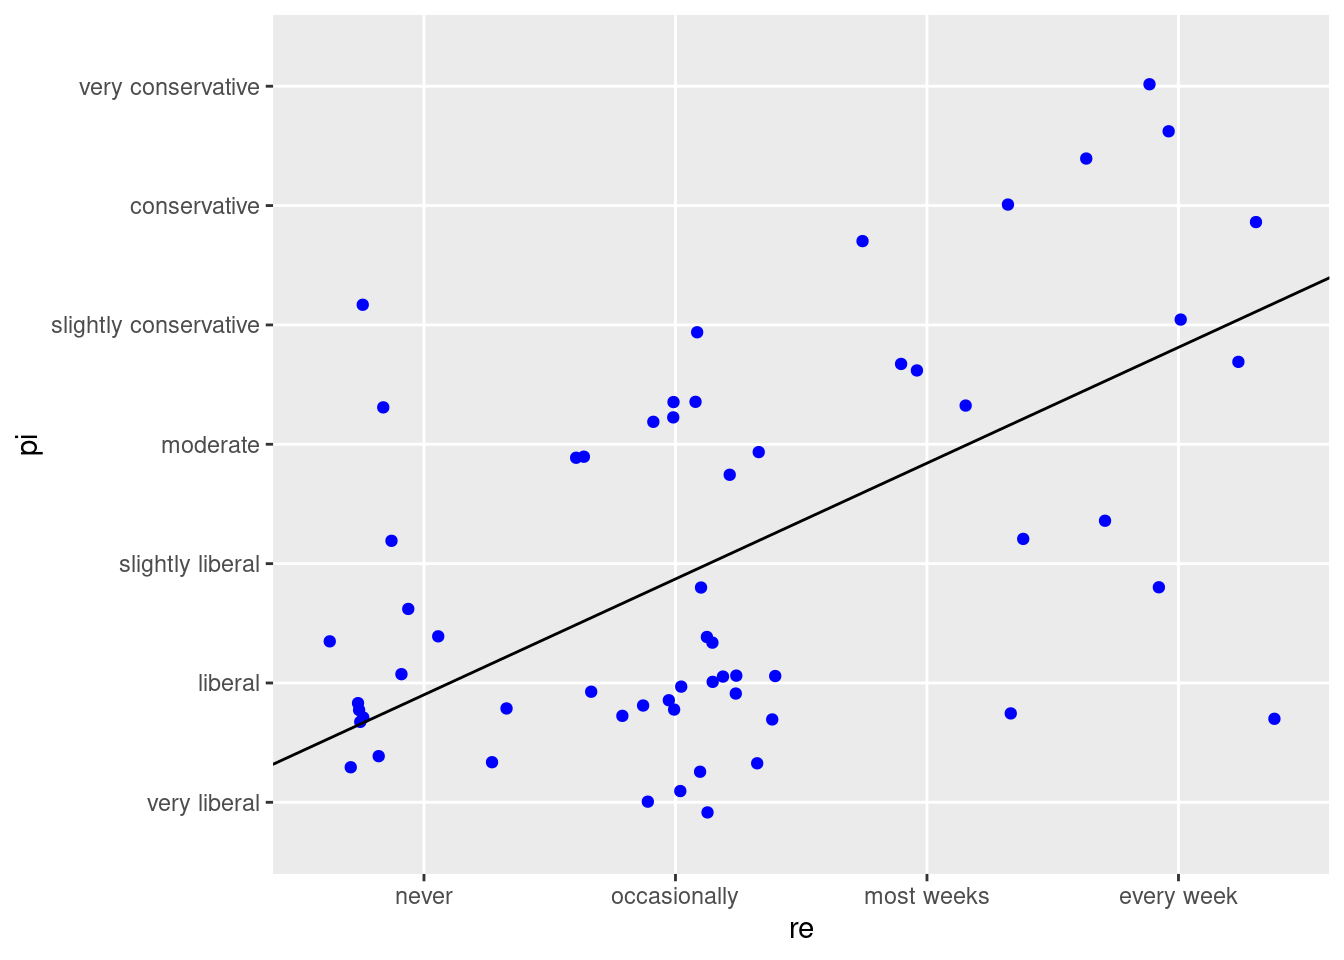 very conservative
conservative
slightly conservative
moderate
slightly liberal
liberal
very liberal
pi
never occasionally most weeks every week
re